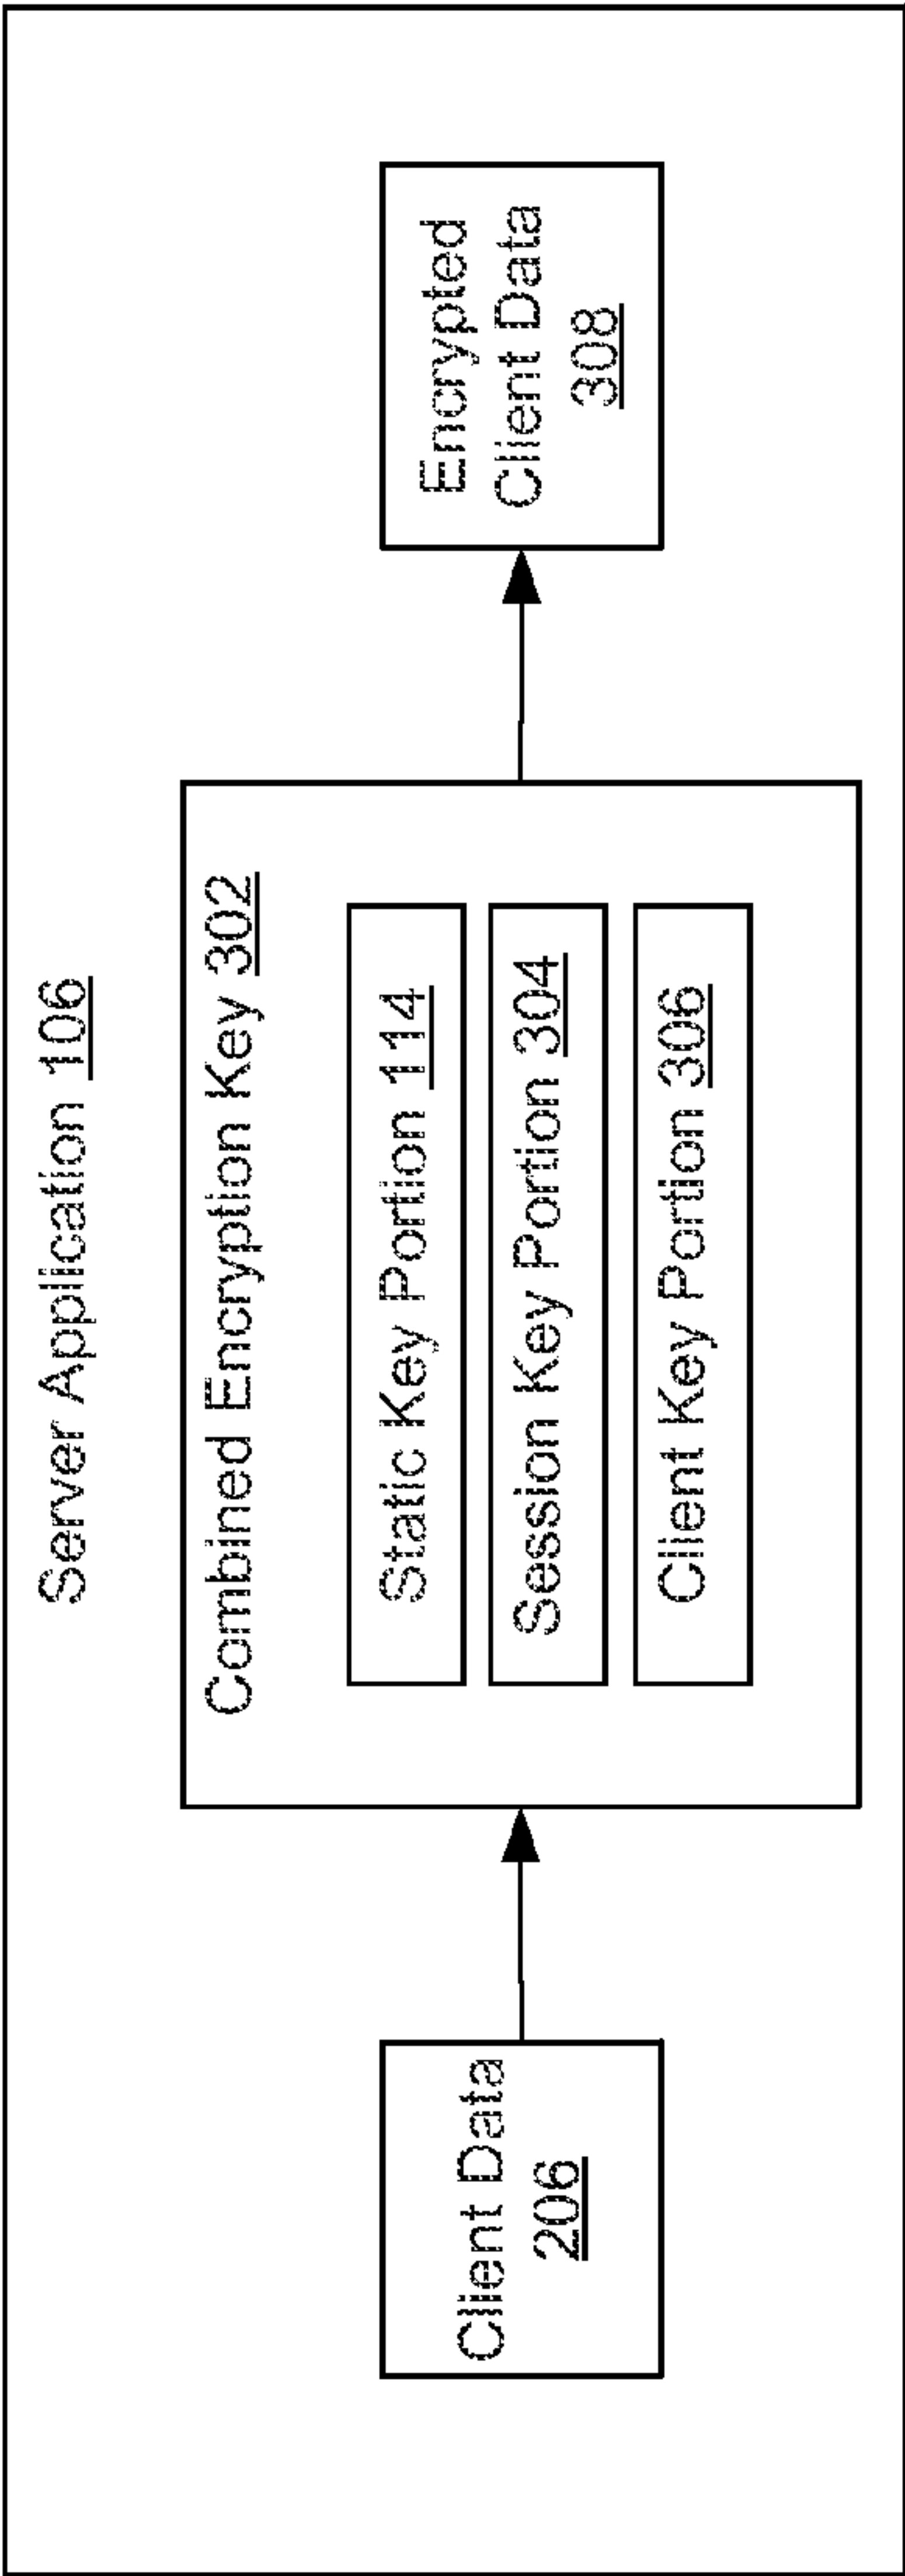 Server Application 106
Client Data
206
Combined Encryption Key 302
Static Key Portion 114
Session Key Portion 304
Client Key Portion 306
Encrypted
Client Data
308